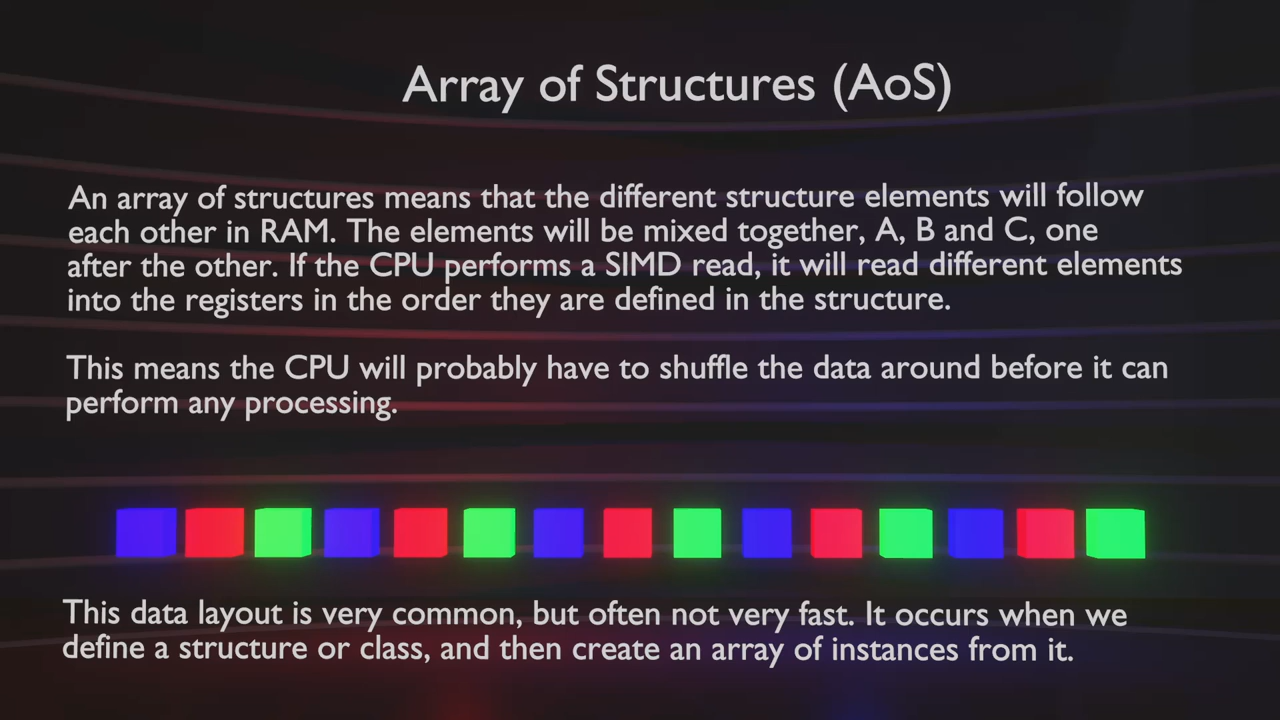 Array of Structures (AoS)
An array of structures means that the different structure elements will follow
each other in RAM. The elements will be mixed together, A, B and C, one
after the other. If the CPU performs a SIMD read, it will read different elements
into the registers in the order they are defined in the structure.
This means the CPU will probably have to shuffle the data around before it can
perform any processing.
This data layout is very common, but often not very fast. It occurs when we
define a structure or class, and then create an array of instances from it.